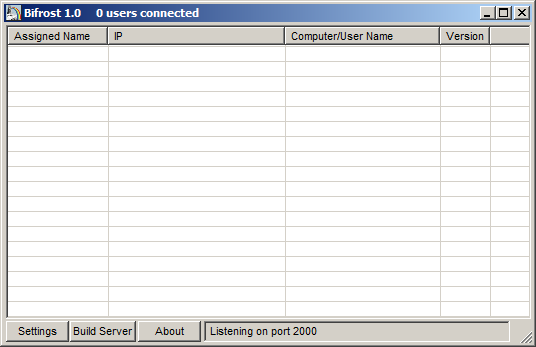 Bifrost 1.0 0 users connected
Assigned Name IP Computer/User Name Version
Settings Build Server About Listening on port 2000